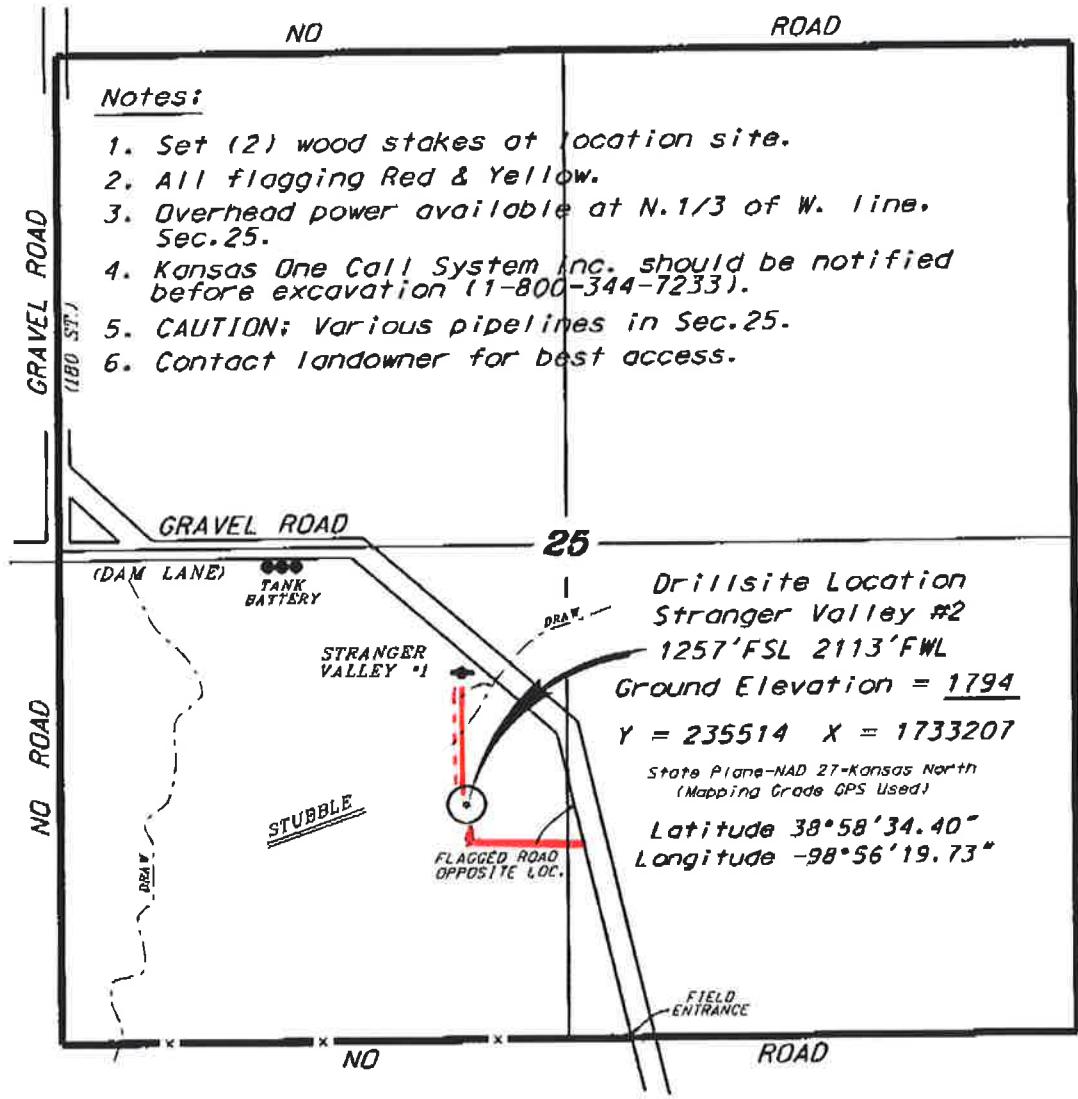 NO ROAD
Notes:
1. Set (2) wood stakes at location site.
2. All flagging Red & Yellow.
3. Overhead power available at N.1/3 of W. line.
Sec.25.
4. Kansas One Call System Inc. should be notified
before excavation (1-800-344-7233).
5. CAUTION: Various pipelines in Sec.25.
6. Contact landowner for best access.
GRAVEL ROAD
(180 ST.)
GRAVEL ROAD
(DAM LANE)
TANK
BATTERY
25
DRAW
STRANGER
VALLEY #1
Drillsite Location
Stranger Valley #2
1257'FSL 2113'FWL
Ground Elevation = 1794
Y = 235514 X = 1733207
State Plane-NAD 27-Kansas North
(Mapping Grade GPS Used)
Latitude 38°58'34.40"
Longitude -98°56'19.73"
NO ROAD
STUBBLE
DRAW
FLAGGED ROAD
OPPOSITE LOC.
FIELD
ENTRANCE
NO ROAD